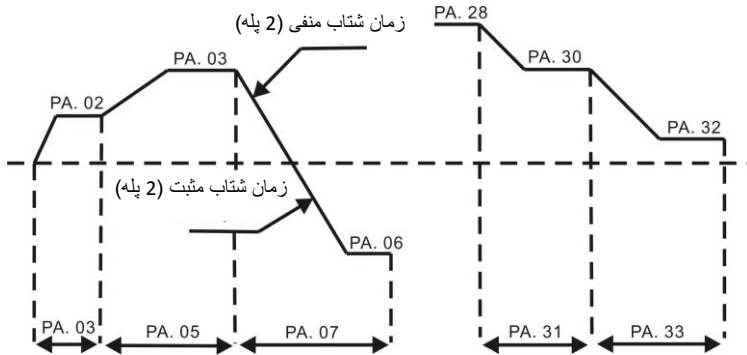 زمان شتاب منفی (2 پله)
PA. 28
PA. 03
PA. 30
PA. 02
PA. 32
زمان شتاب مثبت (2 پله)
PA. 06
PA. 03
PA. 05
PA. 07
PA. 31
PA. 33